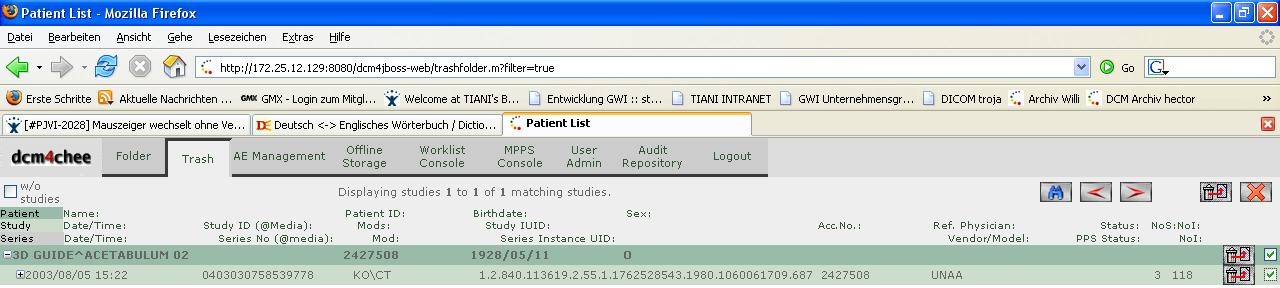 Patient List - Mozilla Firefox
Datei Bearbeiten Ansicht Gehe Lesezeichen Extras Hilfe
http://172.25.12.129:8080/dcm4jboss-web/trashfolder.m?filter=true Go G
Erste Schritte Aktuelle Nachrichten ... GMX GMX - Login zum Mitgl... Welcome at TIANI's B... Entwicklung GWI :: st... TIANI INTRANET GWI Unternehmensgr... DICOM troja Archiv Willi DCM Archiv hector »
[#PJVI-2028] Mauszeiger wechselt ohne Ve... Deutsch <-> Englisches Wörterbuch / Dictio... Patient List
dcm4chee Folder Trash AE Management Offline Storage Worklist Console MPPS Console User Admin Audit Repository Logout
w/o studies Displaying studies 1 to 1 of 1 matching studies.
Patient Name: Patient ID: Birthdate: Sex:
Study Date/Time: Study ID (@Media): Mods: Study IUID: Acc.No.: Ref. Physician: Status: NoS: NoI:
Series Date/Time: Series No (@media): Mod: Series Instance UID: Vendor/Model: PPS Status: NoI:
3D GUIDE^ACETABULUM 02 2427508 1928/05/11 O
2003/08/05 15:22 0403030758539778 KO\CT 1.2.840.113619.2.55.1.1762528543.1980.1060061709.687 2427508 UNAA 3 118